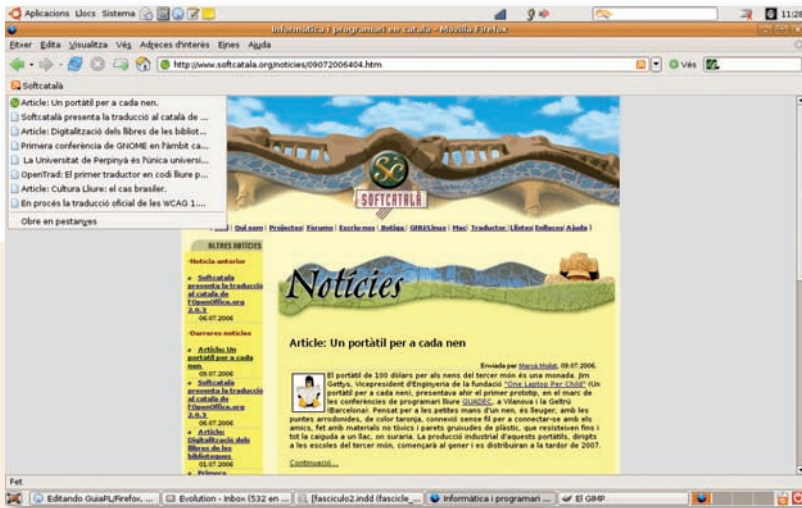 Aplicacions Llocs Sistema
11:28
Informàtica i programari en català - Mozilla Firefox
Fitxer Edita Visualitza Vés Adreces d'interès Eines Ajuda
http://www.softcatala.org/noticies/09072006404.htm
Vés
Softcatalà
Article: Un portàtil per a cada nen.
Softcatalà presenta la traducció al català de ...
Article: Digitalització dels llibres de les bibliot...
Primera conferència de GNOME en l'àmbit ca...
La Universitat de Perpinyà és l'única universi...
OpenTrad: El primer traductor en codi lliure p...
Article: Cultura Lliure: el cas brasiler.
En procés la traducció oficial de les WCAG 1....
Obre en pestanyes
SC
SOFTCATALÀ
| Qui som | Projectes| Fòrums | Escriu-nos | Botiga | GNU/Linux | Mac| Traductor |Llistes| Enllaços| Ajuda |
ALTRES NOTÍCIES
·Notícia anterior
Softcatalà
presenta la traducció
al català de
l'OpenOffice.org
2.0.3
06.07.2006
·Darreres notícies
Article: Un
portàtil per a cada
nen
09.07.2006
Softcatalà
presenta la traducció
al català de
l'OpenOffice.org
2.0.3
06.07.2006
Article:
Digitalització dels
llibres de les
biblioteques
01.07.2006
Primera
Notícies
Article: Un portàtil per a cada nen
Enviada per Marçà Molet, 09.07.2006.
El portàtil de 100 dòlars per als nens del tercer món és una monada. Jim
Gettys, Vicepresident d'Enginyeria de la fundació "One Laptop Per Child" (Un
portàtil per a cada nen), presentava ahir el primer prototip, en el marc de
les conferències de programari lliure GUADEC, a Vilanova i la Geltrú
(Barcelona). Pensat per a les petites mans d'un nen, és lleuger, amb les
puntes arrodonides, de color taronja, connexió sense fil per a connectar-se amb els
amics, fet amb materials no tòxics i parets gruixudes de plàstic, que resisteixen fins i
tot la caiguda a un llac, on suraria. La producció industrial d'aquests portàtils, dirigits
a les escoles del tercer món, començarà al gener i es distribuiran a la tardor de 2007.
Continuació...
Fet
Editando GuiaPL/Firefox. ...
Evolution - Inbox (532 en ...
[fasciculo2.indd (fascicle_...
Informàtica i programari ...
El GIMP